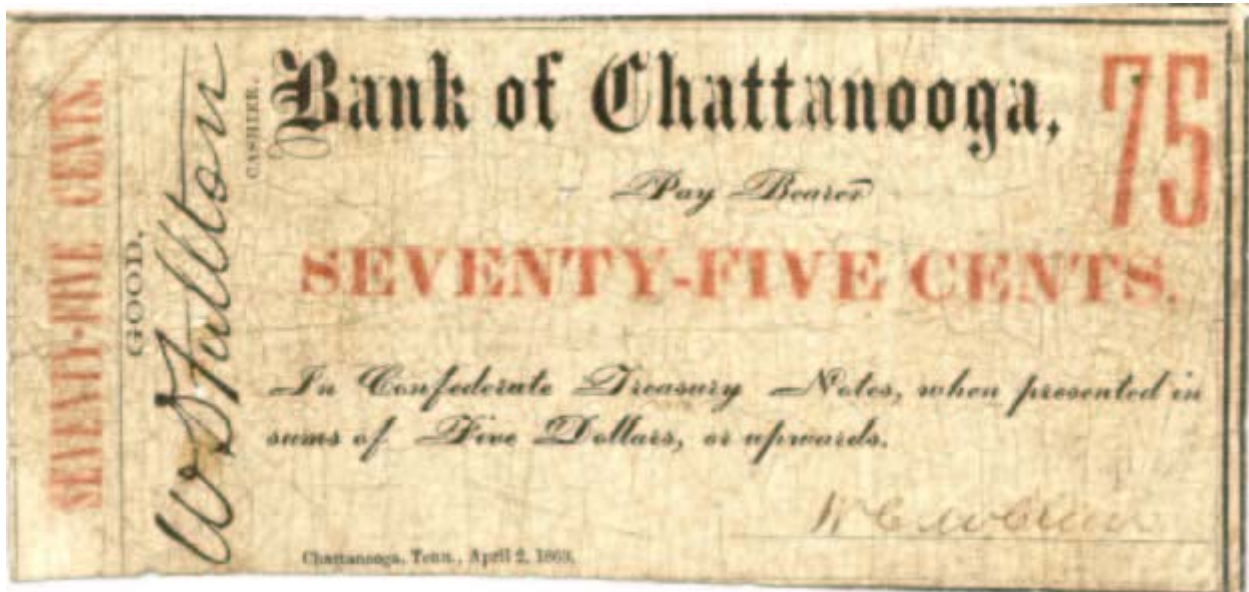 SEVENTY-FIVE CENTS.
GOOD,
CASHIER.
Bank of Chattanooga,
75
Pay Bearer
SEVENTY-FIVE CENTS.
In Confederate Treasury Notes, when presented in
sums of Five Dollars, or upwards.
Chattanooga, Tenn., April 2, 1863.